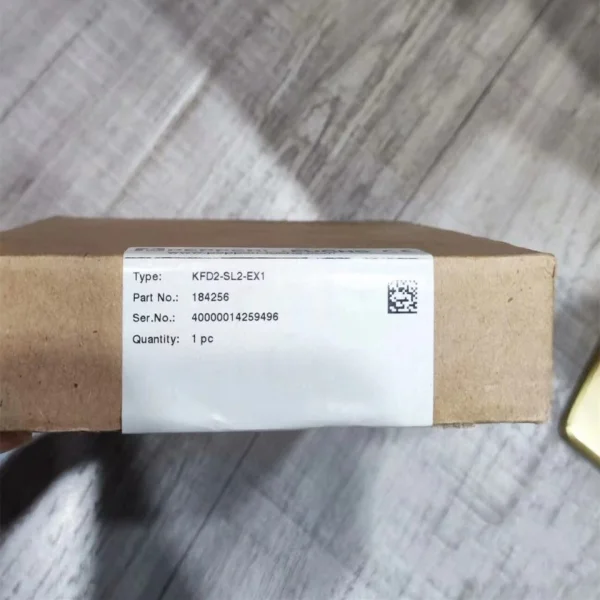 Type: KFD2-SL2-EX1
Part No.: 184256
Ser.No.: 40000014259496
Quantity: 1 pc